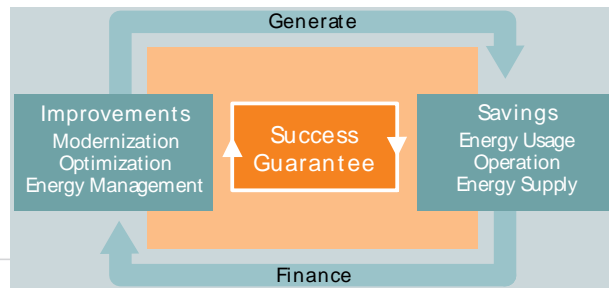 Generate
Improvements
Modernization
Optimization
Energy Management
Success
Guarantee
Savings
Energy Usage
Operation
Energy Supply
Finance